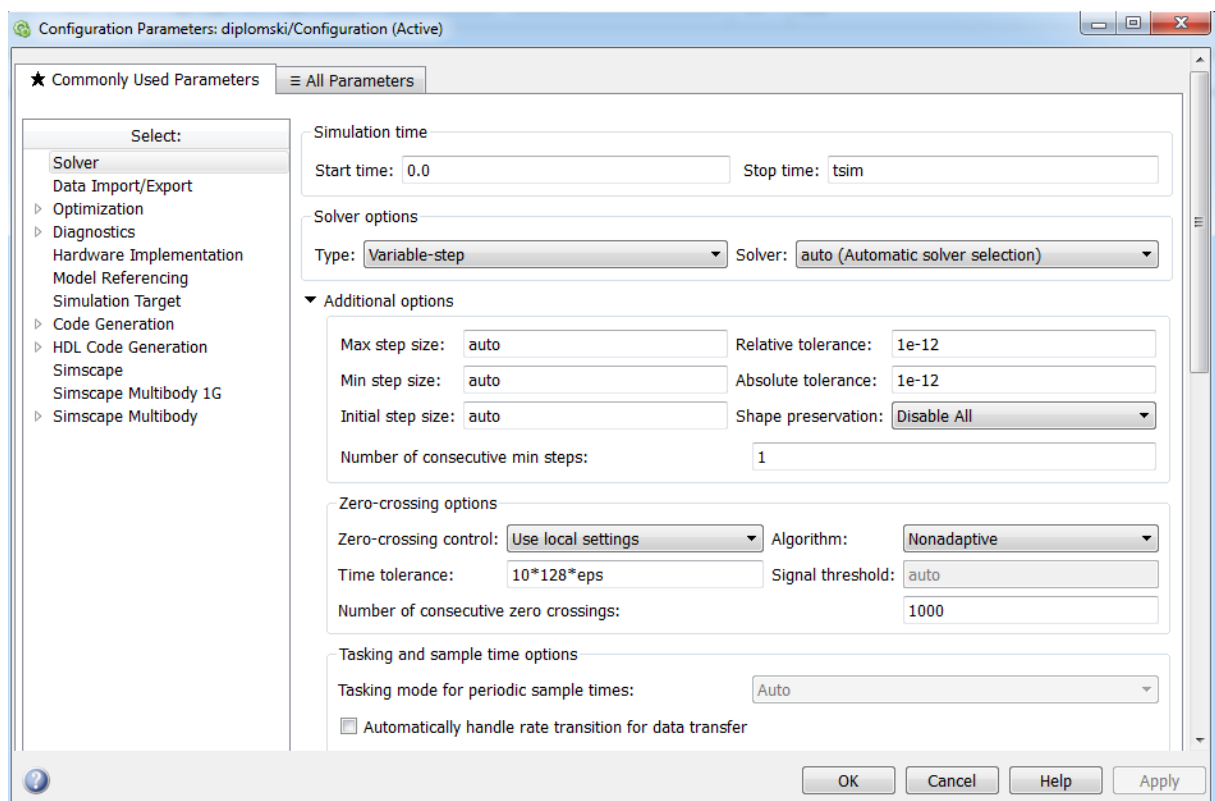 Configuration Parameters: diplomski/Configuration (Active)
★ Commonly Used Parameters
≡ All Parameters
Select:
Solver
Data Import/Export
Optimization
Diagnostics
Hardware Implementation
Model Referencing
Simulation Target
Code Generation
HDL Code Generation
Simscape
Simscape Multibody 1G
Simscape Multibody
Simulation time
Start time: 0.0 Stop time: tsim
Solver options
Type: Variable-step Solver: auto (Automatic solver selection)
Additional options
Max step size: auto Relative tolerance: 1e-12
Min step size: auto Absolute tolerance: 1e-12
Initial step size: auto Shape preservation: Disable All
Number of consecutive min steps: 1
Zero-crossing options
Zero-crossing control: Use local settings Algorithm: Nonadaptive
Time tolerance: 10*128*eps Signal threshold: auto
Number of consecutive zero crossings: 1000
Tasking and sample time options
Tasking mode for periodic sample times: Auto
Automatically handle rate transition for data transfer
OK Cancel Help Apply